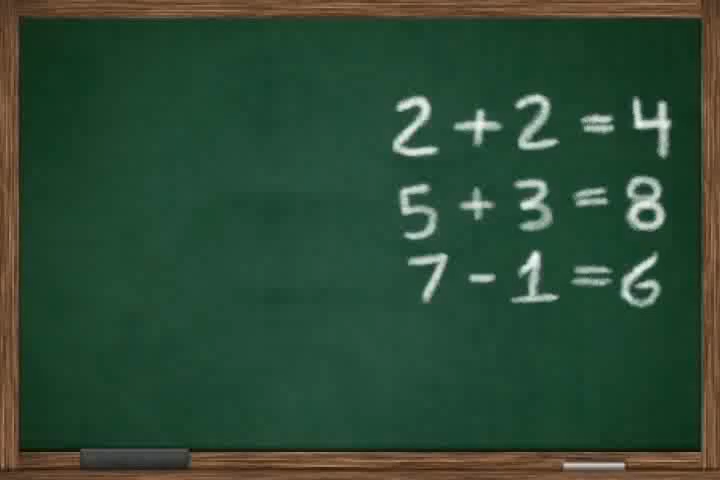 2 + 2 = 4
5 + 3 = 8
7 - 1 = 6